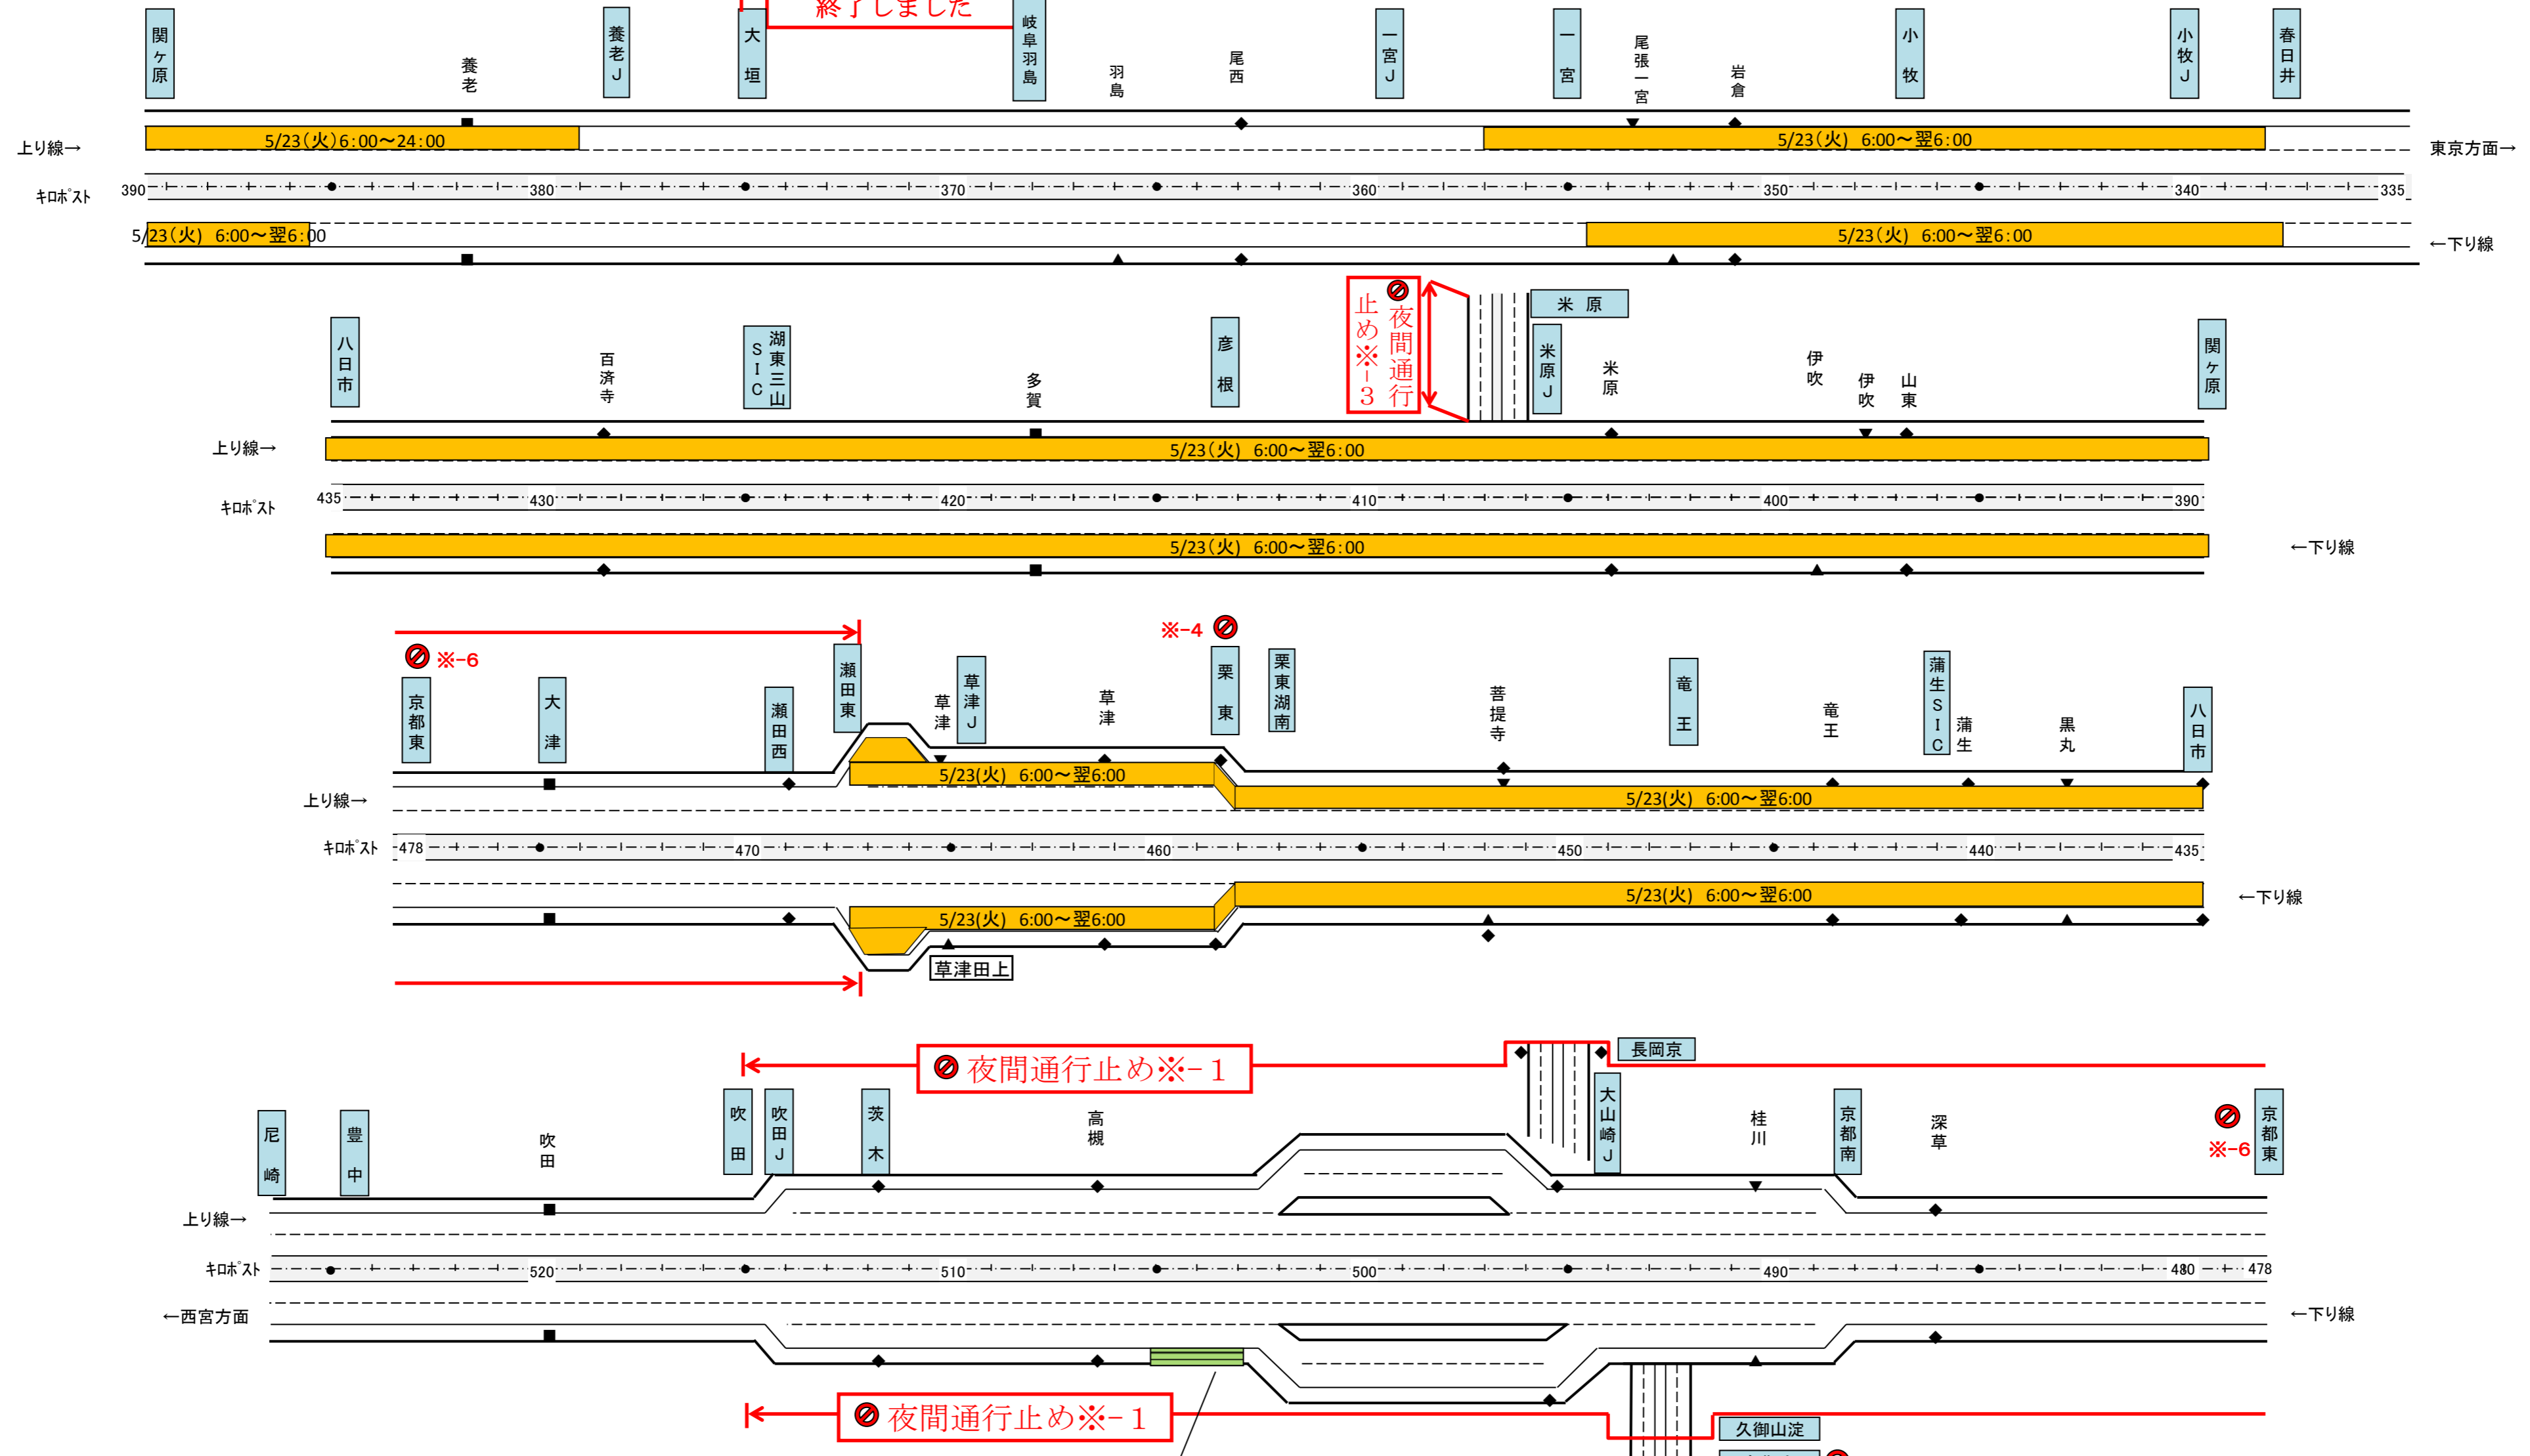 終了しました
関ヶ原
養老
養老J
大垣
岐阜羽島
羽島
尾西
一宮J
一宮
尾張一宮
岩倉
小牧
小牧J
春日井
5/23(火)6:00～24:00
5/23(火) 6:00～翌6:00
上り線→
東京方面→
キロポスト
390
380
370
360
350
340
335
5/23(火) 6:00～翌6:00
5/23(火) 6:00～翌6:00
←下り線
夜間通行
止め※-3
米原
八日市
百済寺
湖東三山
SIC
多賀
彦根
米原J
米原
伊吹
伊吹
山東
関ヶ原
上り線→
5/23(火) 6:00～翌6:00
キロポスト
435
430
420
410
400
390
5/23(火) 6:00～翌6:00
←下り線
※-6
※-4
京都東
大津
瀬田西
瀬田東
草津
草津J
草津
栗東
栗東湖南
菩提寺
竜王
竜王
蒲生SIC
蒲生
黒丸
八日市
5/23(火) 6:00～翌6:00
上り線→
5/23(火) 6:00～翌6:00
キロポスト
478
470
460
450
440
435
5/23(火) 6:00～翌6:00
5/23(火) 6:00～翌6:00
←下り線
草津田上
夜間通行止め※-1
長岡京
尼崎
豊中
吹田
吹田
吹田J
茨木
高槻
大山崎J
桂川
京都南
深草
※-6
京都東
上り線→
キロポスト
520
510
500
490
480
478
←西宮方面
←下り線
夜間通行止め※-1
久御山淀